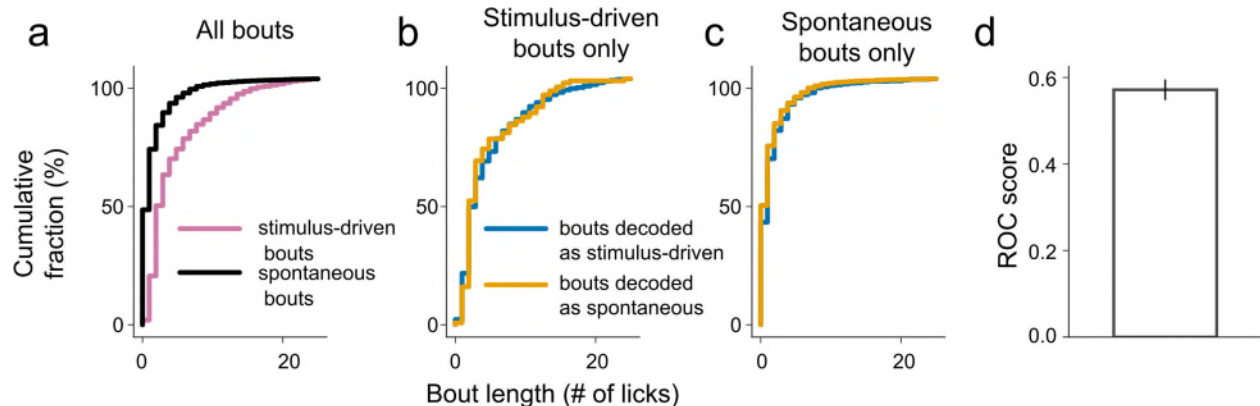 a
All bouts
b
Stimulus-driven
bouts only
c
Spontaneous
bouts only
d
Cumulative
fraction (%)
100
50
0
0
20
stimulus-driven
bouts
spontaneous
bouts
100
50
0
0
20
bouts decoded
as stimulus-driven
bouts decoded
as spontaneous
Bout length (# of licks)
100
50
0
0
20
ROC score
0.6
0.6
0.4
0.2
0.0